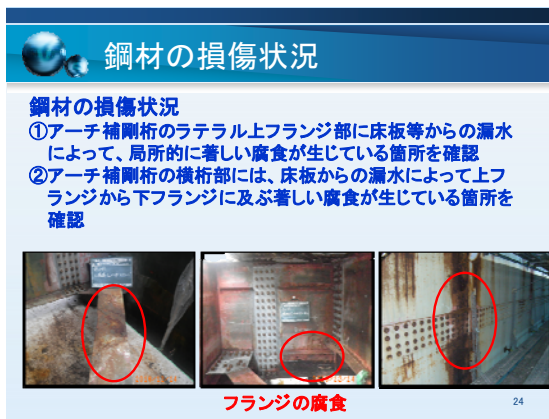 鋼材の損傷状況
鋼材の損傷状況
①アーチ補剛桁のラテラル上フランジ部に床板等からの漏水
によって、局所的に著しい腐食が生じている箇所を確認
②アーチ補剛桁の横桁部には、床板からの漏水によって上フ
ランジから下フランジに及ぶ著しい腐食が生じている箇所を
確認
フランジの腐食
24